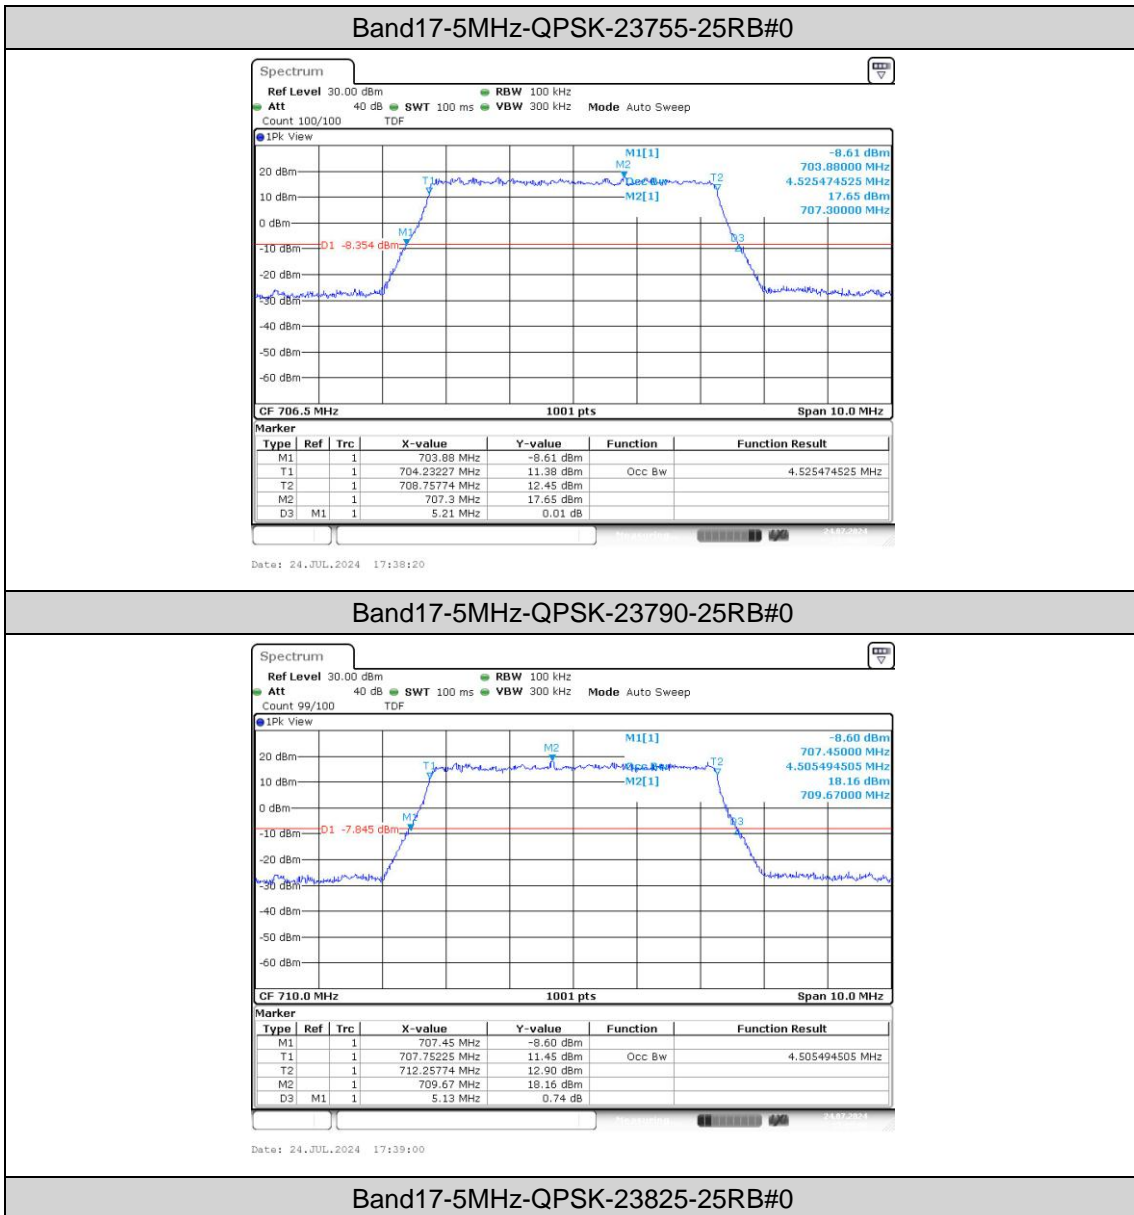 Band17-5MHz-QPSK-23755-25RB#0
Spectrum
Ref Level 30.00 dBm RBW 100 kHz
Att 40 dB SWT 100 ms VBW 300 kHz Mode Auto Sweep
Count 100/100 TDF
1Pk View
M1[1] -8.61 dBm
703.88000 MHz
Occ Bw 4.525474525 MHz
M2[1] 17.65 dBm
707.30000 MHz
M2
T1
T2
M1
D3
D1 -8.354 dBm
20 dBm
10 dBm
0 dBm
-10 dBm
-20 dBm
-30 dBm
-40 dBm
-50 dBm
-60 dBm
CF 706.5 MHz 1001 pts Span 10.0 MHz
Marker
Type Ref Trc X-value Y-value Function Function Result
M1 1 703.88 MHz -8.61 dBm
T1 1 704.23227 MHz 11.38 dBm Occ Bw 4.525474525 MHz
T2 1 708.75774 MHz 12.45 dBm
M2 1 707.3 MHz 17.65 dBm
D3 M1 1 5.21 MHz 0.01 dB
Date: 24.JUL.2024 17:38:20
Band17-5MHz-QPSK-23790-25RB#0
Spectrum
Ref Level 30.00 dBm RBW 100 kHz
Att 40 dB SWT 100 ms VBW 300 kHz Mode Auto Sweep
Count 99/100 TDF
1Pk View
M1[1] -8.60 dBm
707.45000 MHz
Occ Bw 4.505494505 MHz
M2[1] 18.16 dBm
709.67000 MHz
M2
T1
T2
M1
D3
D1 -7.845 dBm
20 dBm
10 dBm
0 dBm
-10 dBm
-20 dBm
-30 dBm
-40 dBm
-50 dBm
-60 dBm
CF 710.0 MHz 1001 pts Span 10.0 MHz
Marker
Type Ref Trc X-value Y-value Function Function Result
M1 1 707.45 MHz -8.60 dBm
T1 1 707.75225 MHz 11.45 dBm Occ Bw 4.505494505 MHz
T2 1 712.25774 MHz 12.90 dBm
M2 1 709.67 MHz 18.16 dBm
D3 M1 1 5.13 MHz 0.74 dB
Date: 24.JUL.2024 17:39:00
Band17-5MHz-QPSK-23825-25RB#0